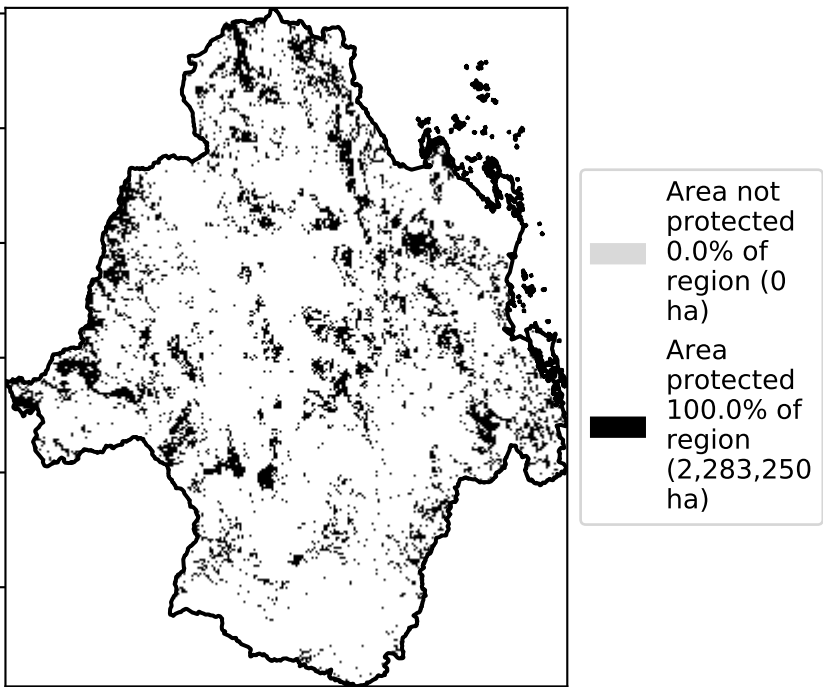 Area not
protected
0.0% of
region (0
ha)
Area
protected
100.0% of
region
(2,283,250
ha)